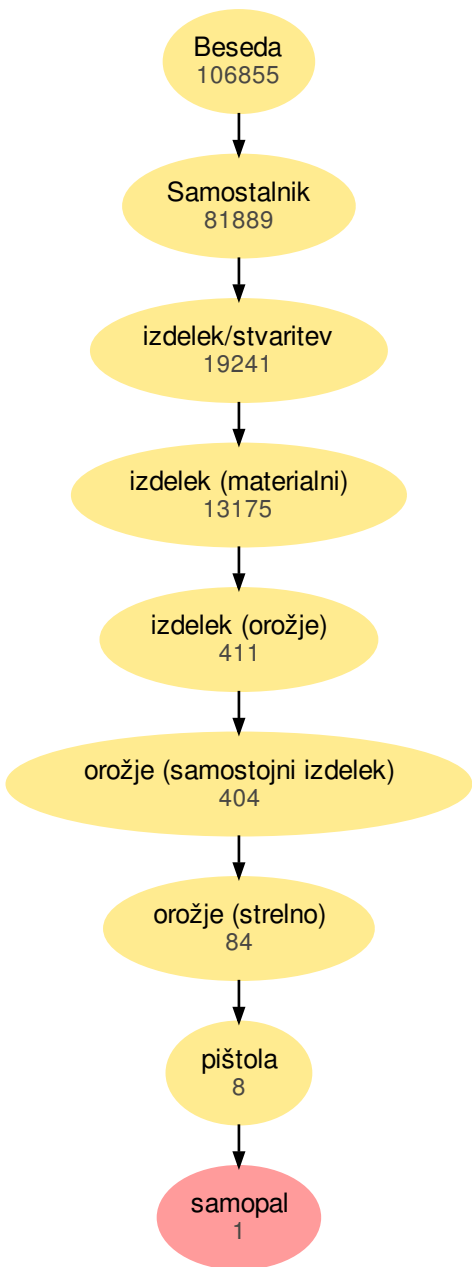 Beseda
106855
Samostalnik
81889
izdelek/stvaritev
19241
izdelek (materialni)
13175
izdelek (orožje)
411
orožje (samostojni izdelek)
404
orožje (strelno)
84
pištola
8
samopal
1